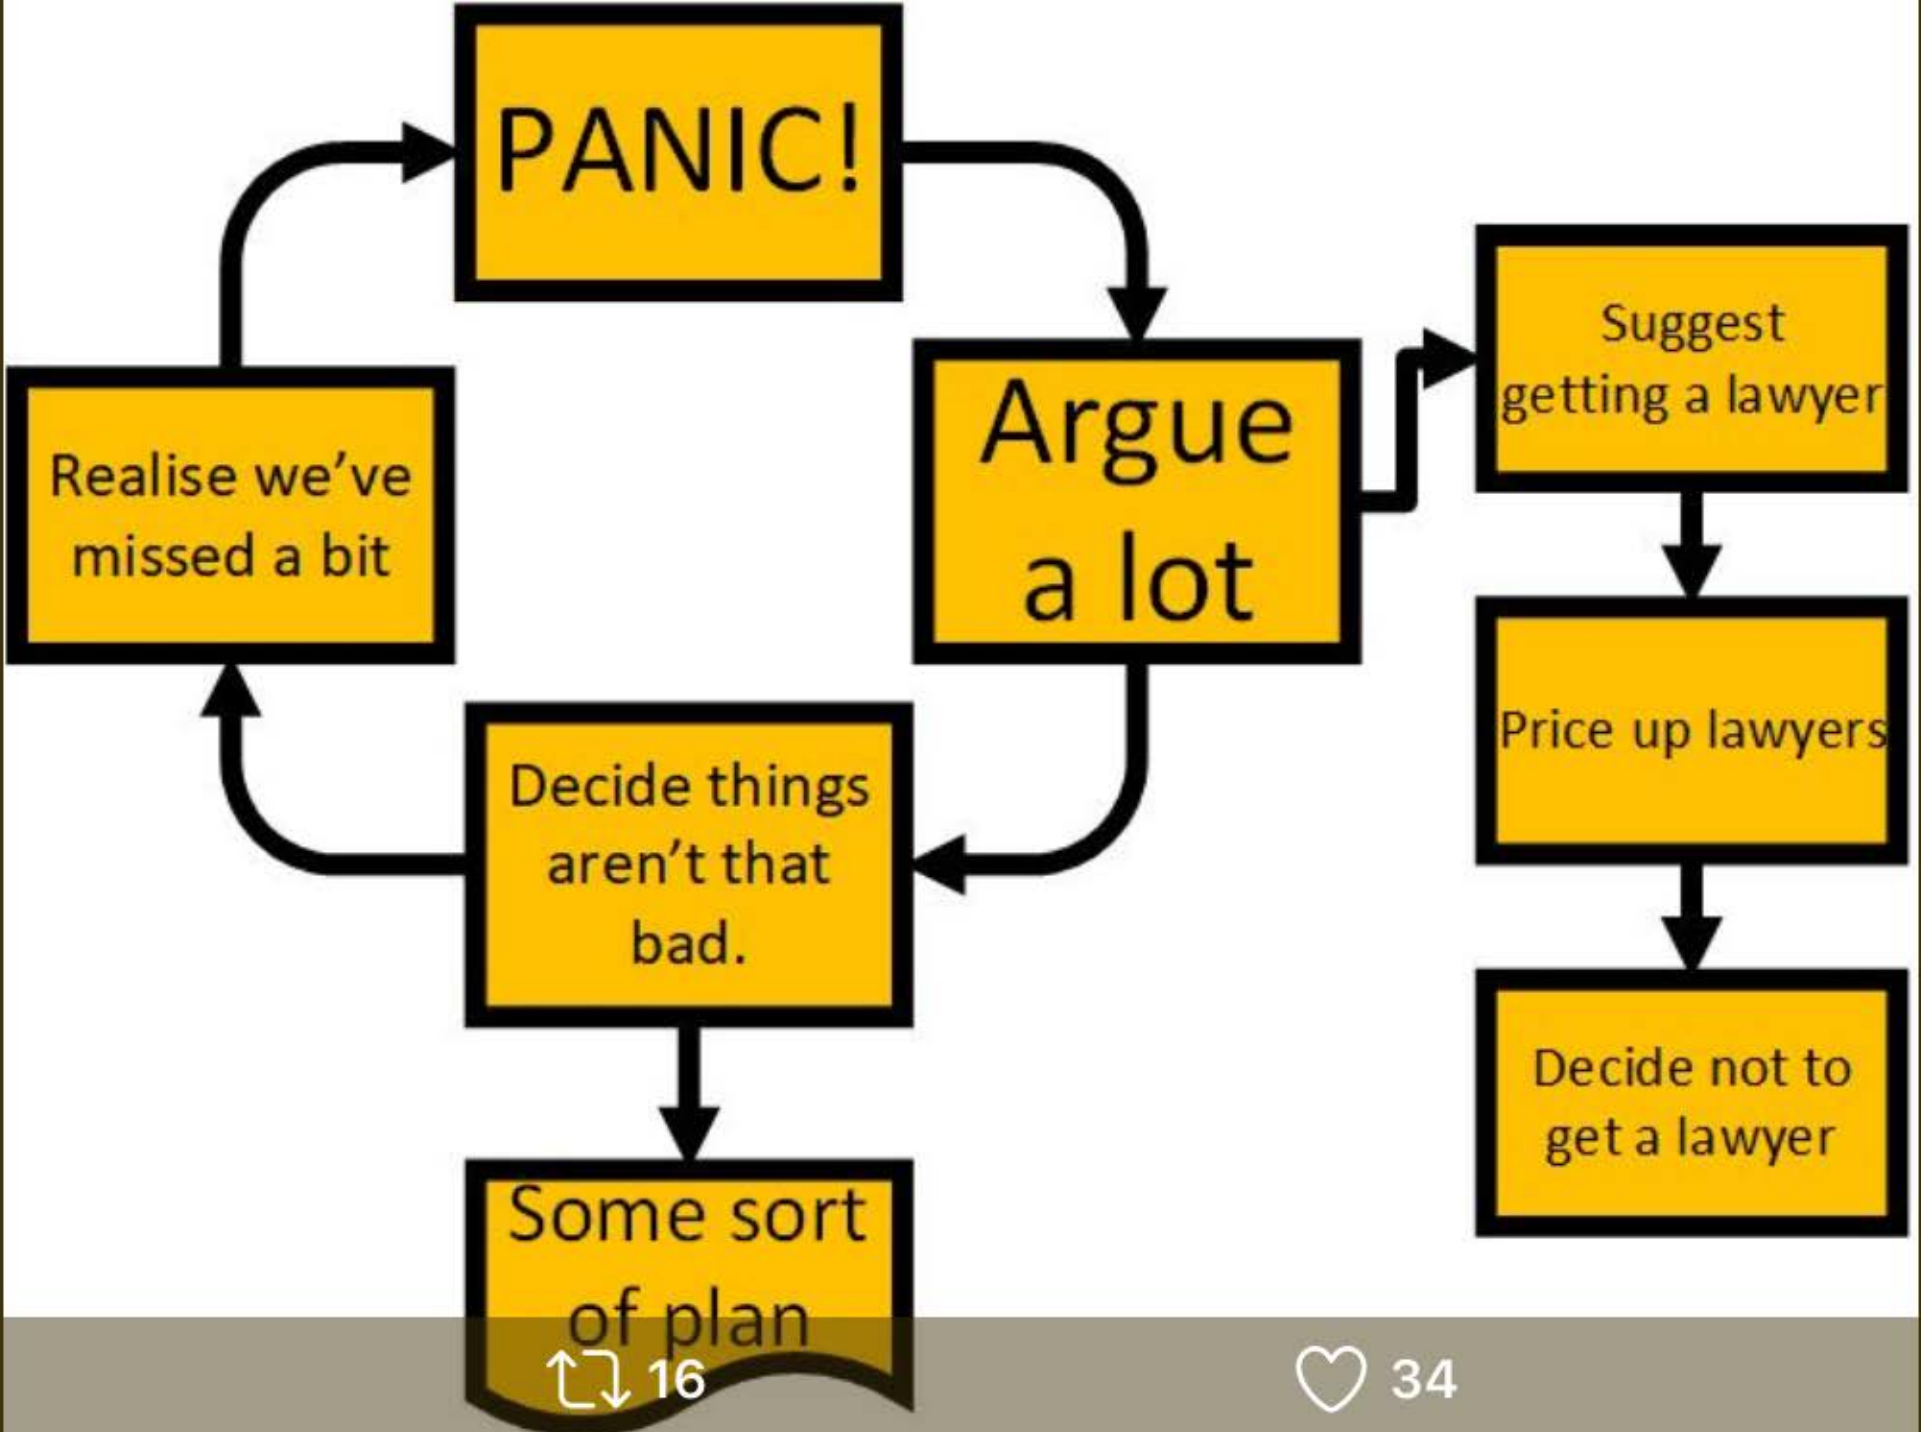 PANIC!
Argue
a lot
Suggest
getting a lawyer
Price up lawyers
Decide not to
get a lawyer
Decide things
aren’t that
bad.
Realise we’ve
missed a bit
Some sort
of plan
16
34